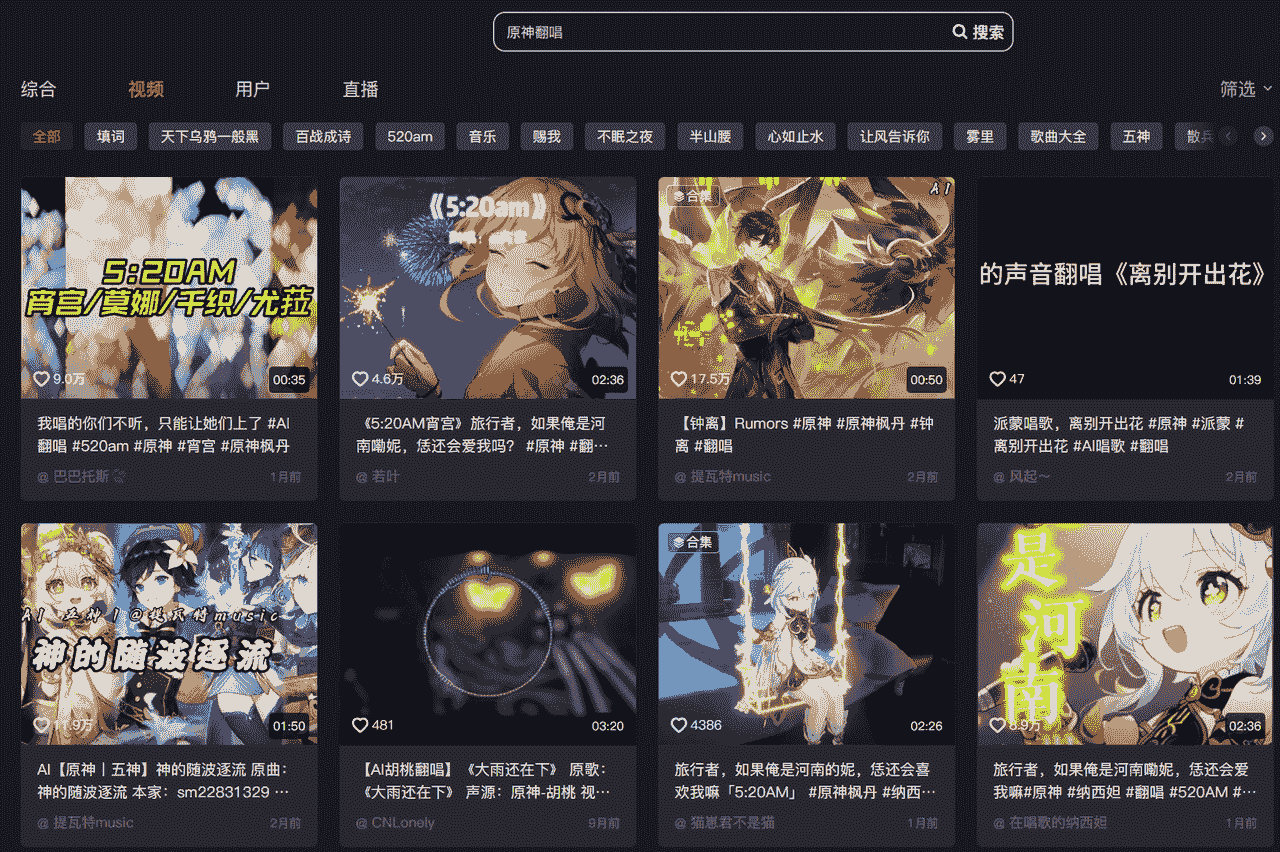 原神翻唱
搜索
综合
视频
用户
直播
筛选
全部
填词
天下乌鸦一般黑
百战成诗
520am
音乐
赐我
不眠之夜
半山腰
心如止水
让风告诉你
雾里
歌曲大全
五神
散兵
5:20AM
宵宫/莫娜/千织/尤菈
9.0万
00:35
我唱的你们不听，只能让她们上了 #AI
翻唱 #520am #原神 #宵宫 #原神枫丹
@ 巴巴托斯
1月前
《5:20am》
4.6万
02:36
《5:20AM宵宫》旅行者，如果俺是河
南嘞妮，恁还会爱我吗？ #原神 #翻…
@ 若叶
2月前
合集
AI
17.5万
00:50
【钟离】Rumors #原神 #原神枫丹 #钟
离 #翻唱
@ 提瓦特music
2月前
的声音翻唱《离别开出花》
47
01:39
派蒙唱歌，离别开出花 #原神 #派蒙 #
离别开出花 #AI唱歌 #翻唱
@ 风起～
2月前
AI 五神 | @提瓦特music
神的随波逐流
11.9万
01:50
AI【原神丨五神】神的随波逐流 原曲：
神的随波逐流 本家：sm22831329 …
@ 提瓦特music
2月前
481
03:20
【AI胡桃翻唱】《大雨还在下》 原歌：
《大雨还在下》 声源：原神-胡桃 视…
@ CNLonely
9月前
合集
4386
02:26
旅行者，如果俺是河南的妮，恁还会喜
欢我嘛「5:20AM」 #原神枫丹 #纳西…
@ 猫崽君不是猫
1月前
是河南
8.9万
02:36
旅行者，如果俺是河南嘞妮，恁还会爱
我嘛#原神 #纳西妲 #翻唱 #520AM #…
@ 在唱歌的纳西妲
1月前